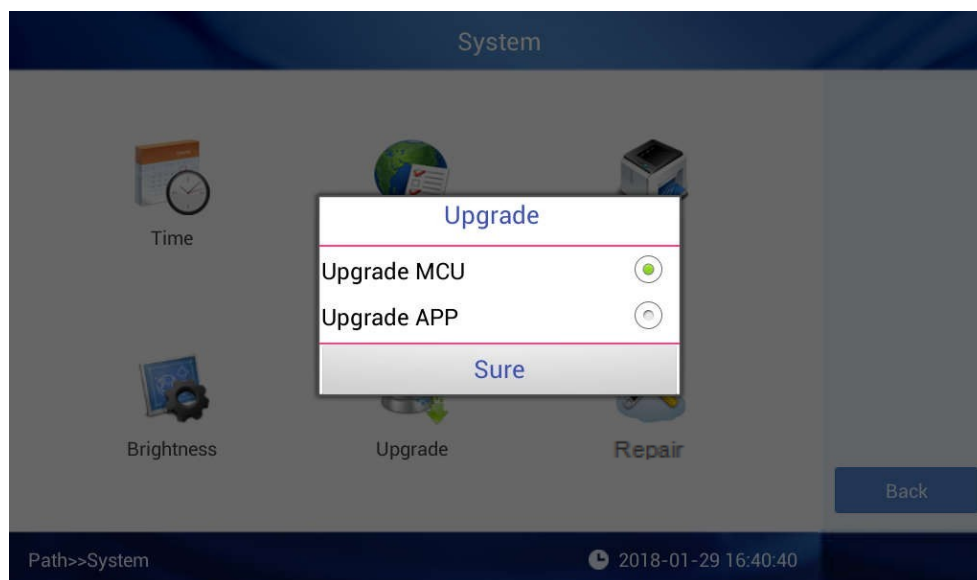 System
Time
Upgrade
Upgrade MCU
Upgrade APP
Sure
Brightness
Upgrade
Repair
Back
Path>>System
2018-01-29 16:40:40